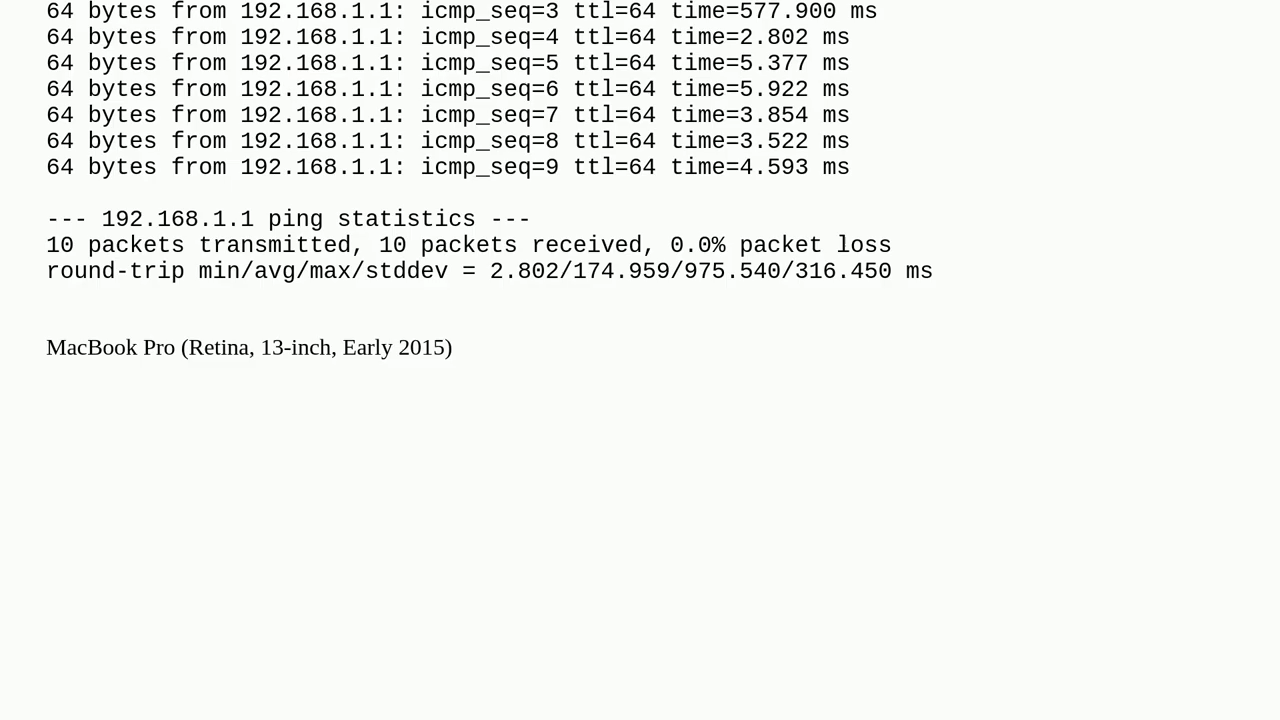 64 bytes from 192.168.1.1: icmp_seq=3 ttl=64 time=577.900 ms
64 bytes from 192.168.1.1: icmp_seq=4 ttl=64 time=2.802 ms
64 bytes from 192.168.1.1: icmp_seq=5 ttl=64 time=5.377 ms
64 bytes from 192.168.1.1: icmp_seq=6 ttl=64 time=5.922 ms
64 bytes from 192.168.1.1: icmp_seq=7 ttl=64 time=3.854 ms
64 bytes from 192.168.1.1: icmp_seq=8 ttl=64 time=3.522 ms
64 bytes from 192.168.1.1: icmp_seq=9 ttl=64 time=4.593 ms
--- 192.168.1.1 ping statistics ---
10 packets transmitted, 10 packets received, 0.0% packet loss
round-trip min/avg/max/stddev = 2.802/174.959/975.540/316.450 ms
MacBook Pro (Retina, 13-inch, Early 2015)